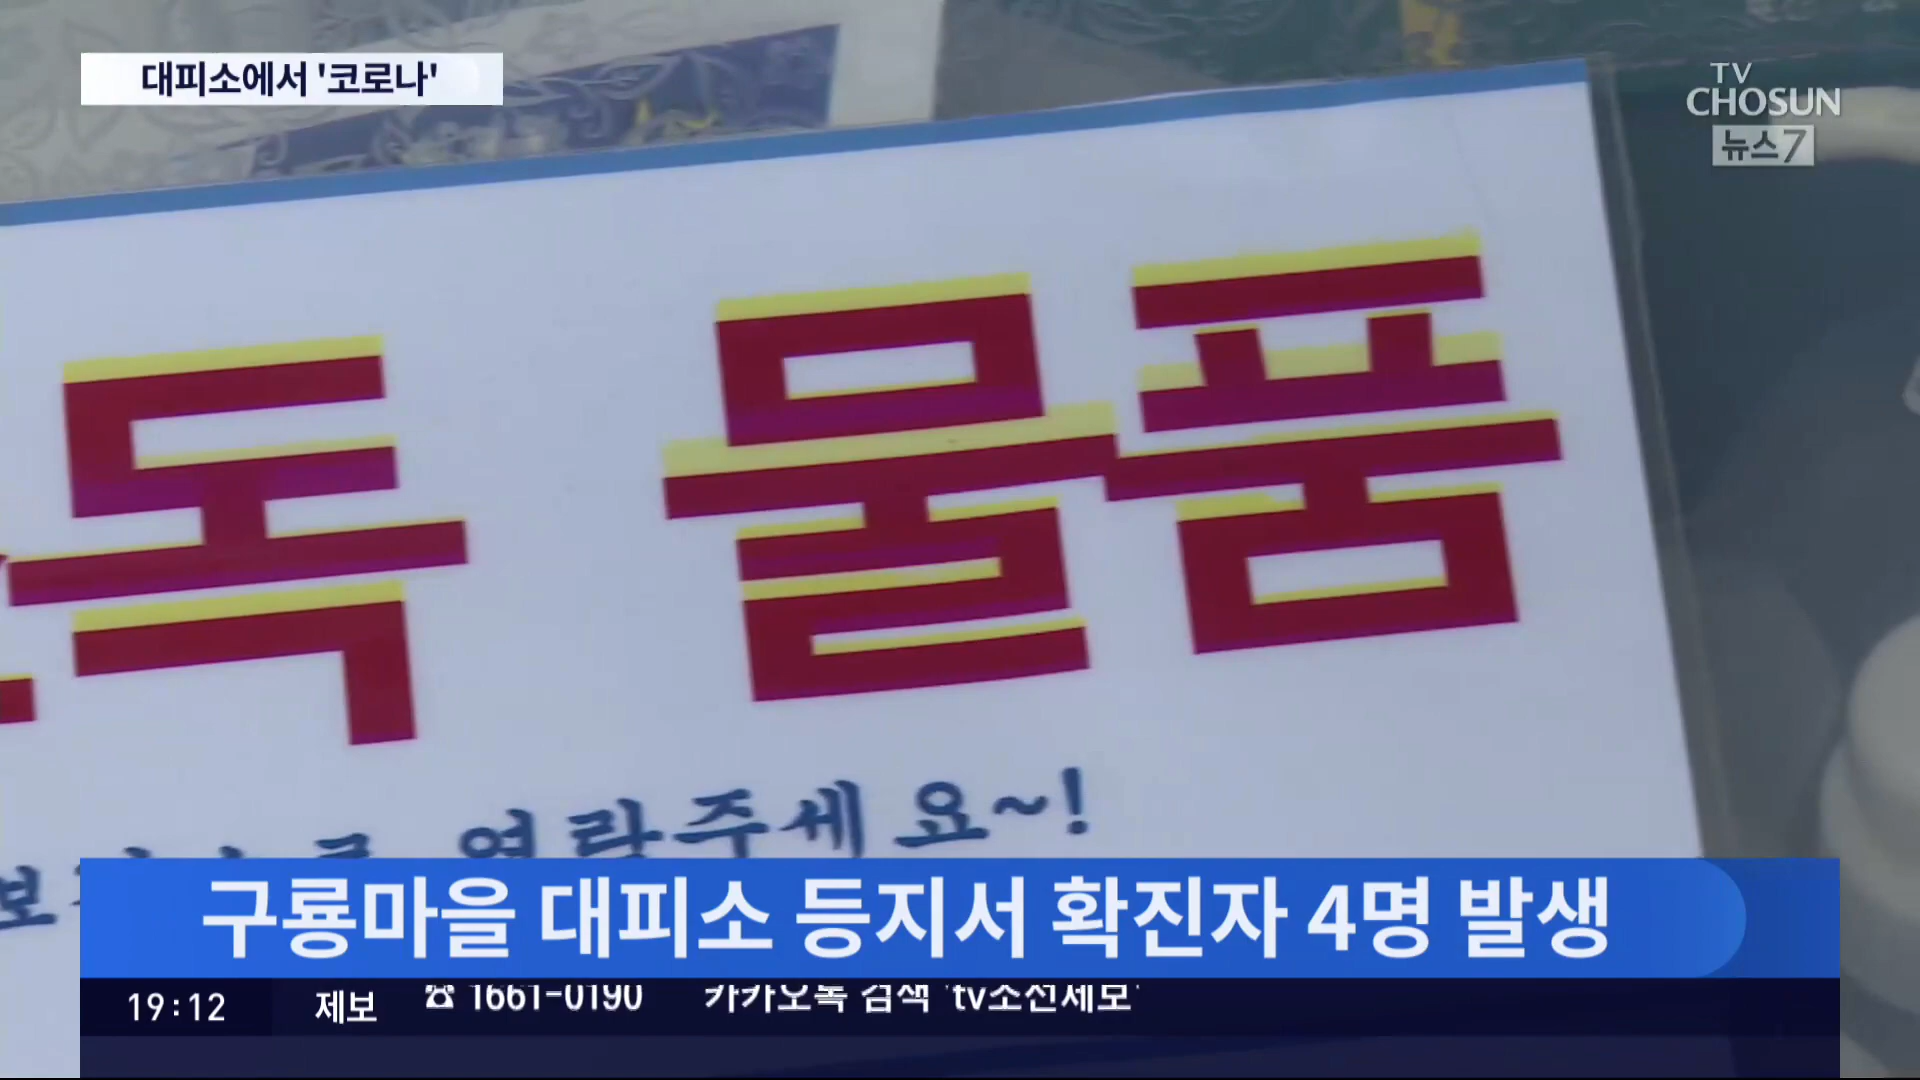 대피소에서 '코로나'
TV CHOSUN
뉴스7
독 물품
연락주세요~!
구룡마을 대피소 등지서 확진자 4명 발생
19:12 제보 ☎ 1661-0190 카카오톡 검색 'tv조선제보'